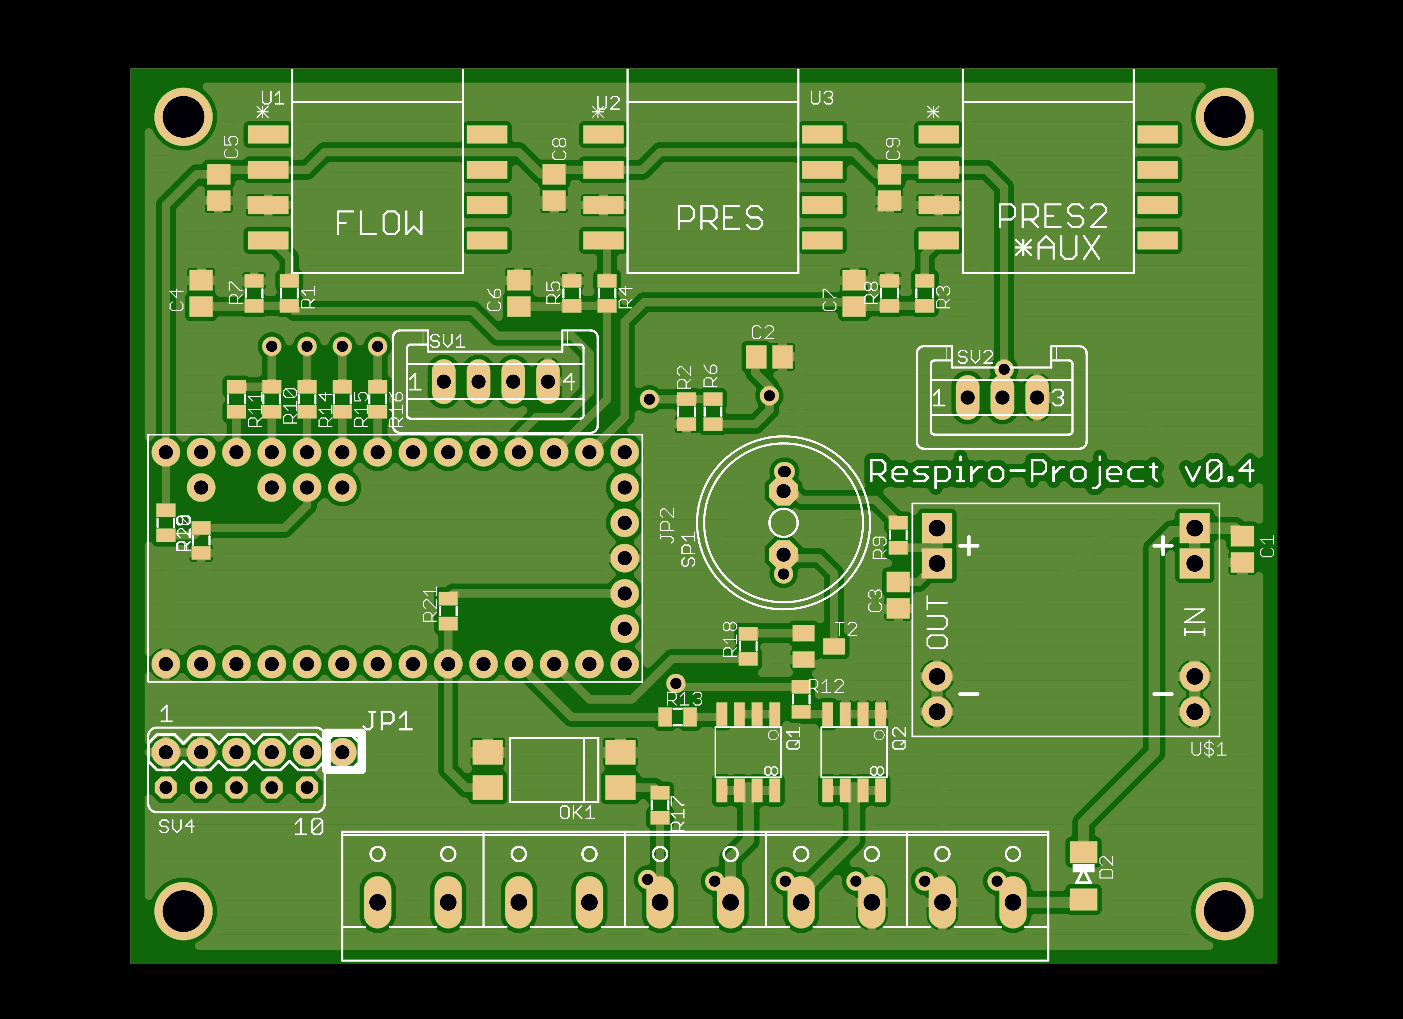 U1
U2
U3
C5
C8
C9
FLOW
PRES
PRES2
*AUX
C4
R7
R1
C6
R5
R4
C7
R8
R3
SV1
1
4
C2
SV2
1
3
R2
R6
R11
R10
R14
R15
R16
Respiro-Project v0.4
JP2
SP1
R9
C1
+
+
C3
OUT
IN
R21
R18
T2
R12
R13
-
-
1
JP1
Q1
8
Q2
8
U$1
OK1
R17
SV4
10
D2